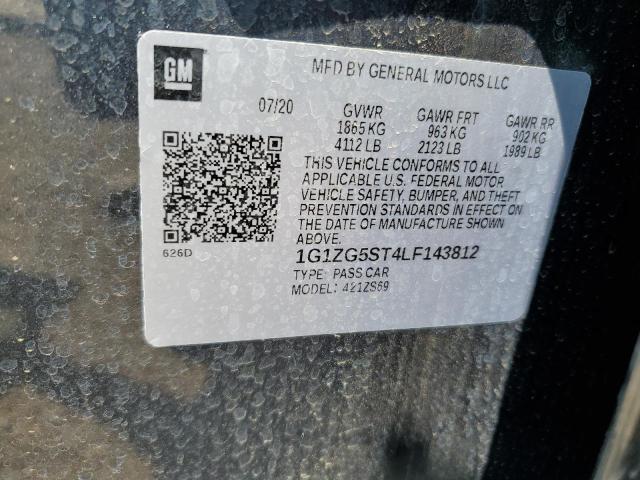 GM
MFD BY GENERAL MOTORS LLC
07/20 GVWR GAWR FRT GAWR RR
1865 KG 963 KG 902 KG
4112 LB 2123 LB 1989 LB
THIS VEHICLE CONFORMS TO ALL
APPLICABLE U.S. FEDERAL MOTOR
VEHICLE SAFETY, BUMPER, AND THEFT
PREVENTION STANDARDS IN EFFECT ON
THE DATE OF MANUFACTURE SHOWN
ABOVE.
626D
1G1ZG5ST4LF143812
TYPE: PASS CAR
MODEL: 421ZS69